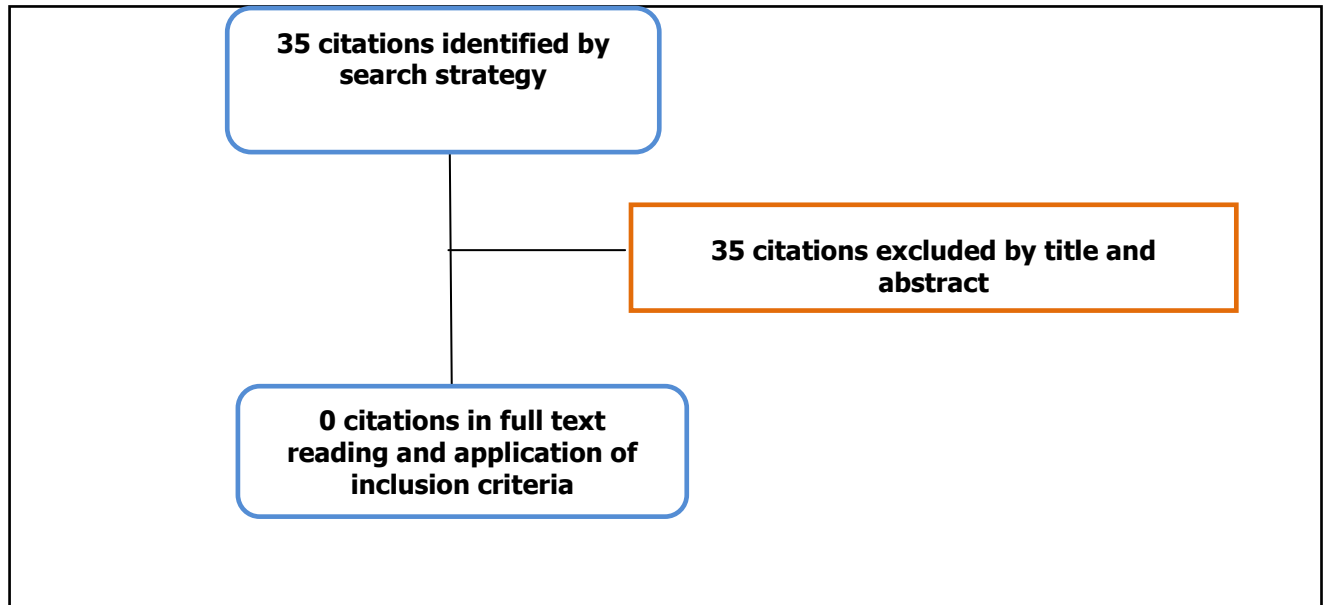 35 citations identified by
search strategy
35 citations excluded by title and
abstract
0 citations in full text
reading and application of
inclusion criteria